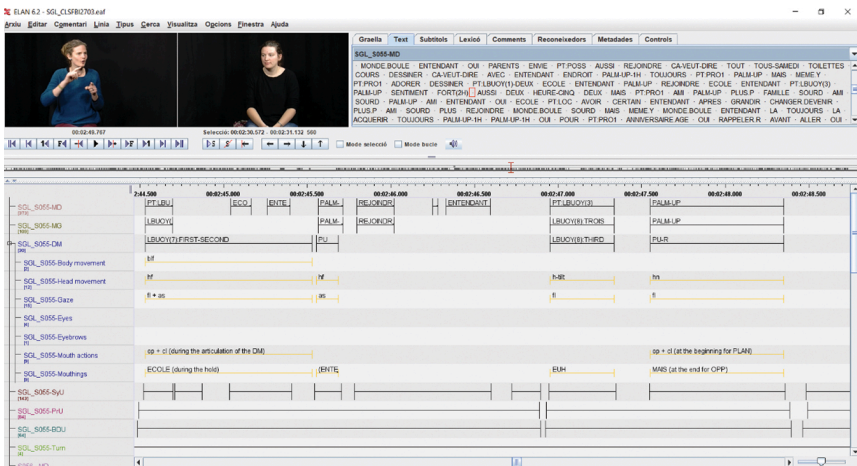 ELAN 6.2 - SGL_CLSFBI2703.eaf
Arxiu Editar Comentari Línia Tipus Cerca Visualitza Opcions Finestra Ajuda
Graella Text Subtítols Lexicó Comments Reconeixedors Metadades Controls
SGL_S055-MD
MONDE.BOULE · ENTENDANT · OUI · PARENTS · ENVIE · PT:POSS · AUSSI · REJOINDRE · CA-VEUT-DIRE · TOUT · TOUS-SAMEDI · TOILETTES
COURS · DESSINER · CA-VEUT-DIRE · AVEC · ENTENDANT · ENDROIT · PALM-UP-1H · TOUJOURS · PT:PRO1 · PALM-UP · MAIS · MEME.Y
PT:PRO1 · ADORER · DESSINER · PT:LBUOY(1)-DEUX · ECOLE · ENTENDANT · PALM-UP · REJOINDRE · ECOLE · ENTENDANT · PT:LBUOY(3) ·
PALM-UP · SENTIMENT · FORT(2H) · AUSSI · DEUX · HEURE-CINQ · DEUX · MAIS · PT:PRO1 · AMI · PALM-UP · PLUS.P · FAMILLE · SOURD · AMI ·
SOURD · PALM-UP · AMI · ENTENDANT · OUI · ECOLE · PT:LOC · AVOIR · CERTAIN · ENTENDANT · APRES · GRANDIR · CHANGER.DEVENIR ·
PLUS.P · AMI · SOURD · PLUS · REJOINDRE · MONDE.BOULE · SOURD · MAIS · MEME.Y · MONDE.BOULE · ENTENDANT · LA · TOUJOURS · LA ·
ACQUERIR · TOUJOURS · PALM-UP-1H · PALM-UP-1H · OUI · POUR · PT:PRO1 · ANNIVERSAIRE.AGE · OUI · RAPPELER.R · AVANT · ALLER · OUI ·
00:02:49.767
Selecció: 00:02:30.572 - 00:02:31.132 560
Mode selecció Mode bucle
2:44.500 00:02:45.000 00:02:45.500 00:02:46.000 00:02:46.500 00:02:47.000 00:02:47.500 00:02:48.000 00:02:48.500
SGL_S055-MD PT:LBU ECO ENTE PALM- REJOINDR ENTENDANT PT:LBUOY(3) PALM-UP
SGL_S055-MG LBUOY( PALM- REJOINDR LBUOY(8):TROIS PALM-UP
SGL_S055-DM LBUOY(7):FIRST-SECOND PU LBUOY(8):THIRD PU-R
SGL_S055-Body movement blf
SGL_S055-Head movement hf hf h-tilt hn
SGL_S055-Gaze fl + as as fl fl
SGL_S055-Eyes
SGL_S055-Eyebrows
SGL_S055-Mouth actions op + cl (during the articulation of the DM) op + cl (at the beginning for PLAN)
SGL_S055-Mouthings ECOLE (during the hold) (ENTE EUH MAIS (at the end for OPP)
SGL_S055-SyU
SGL_S055-PrU
SGL_S055-BDU
SGL_S055-Turn